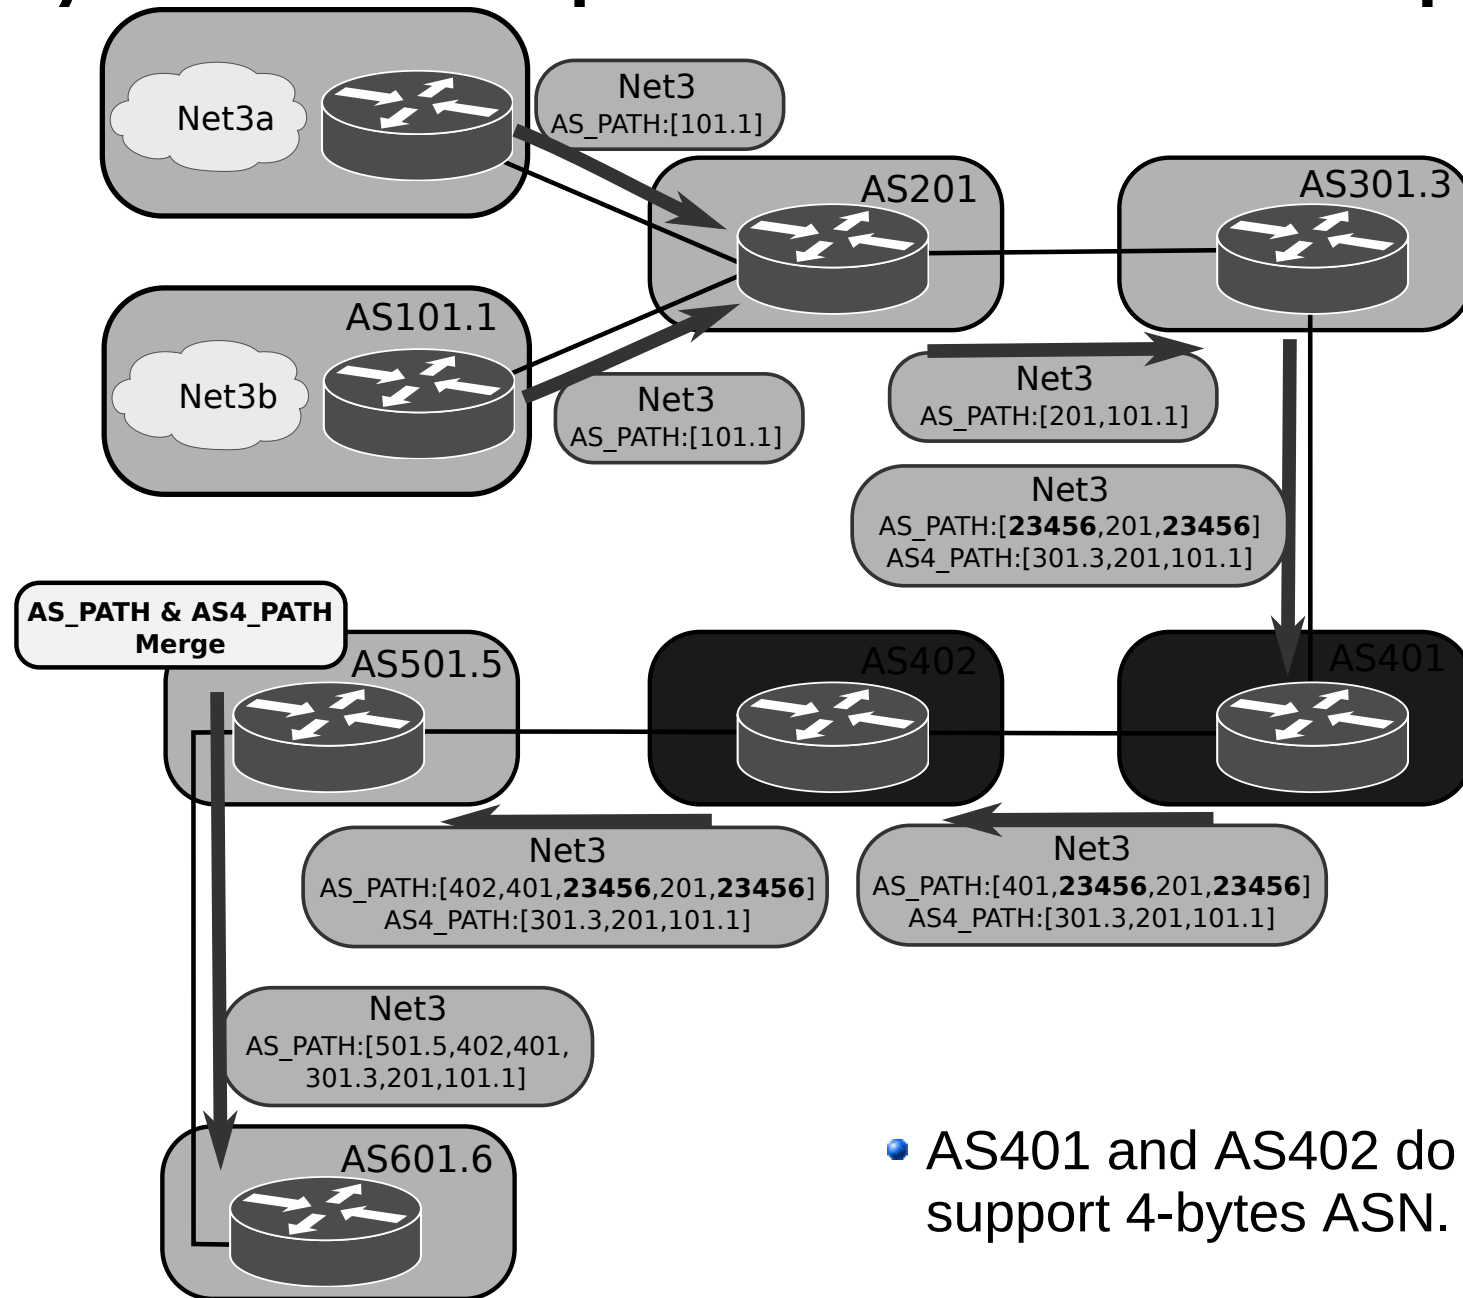 Net3a
Net3
AS_PATH:[101.1]
AS201
AS301.3
AS101.1
Net3b
Net3
AS_PATH:[101.1]
Net3
AS_PATH:[201,101.1]
Net3
AS_PATH:[23456,201,23456]
AS4_PATH:[301.3,201,101.1]
AS_PATH & AS4_PATH
Merge
AS501.5
AS402
AS401
Net3
AS_PATH:[402,401,23456,201,23456]
AS4_PATH:[301.3,201,101.1]
Net3
AS_PATH:[401,23456,201,23456]
AS4_PATH:[301.3,201,101.1]
Net3
AS_PATH:[501.5,402,401,
301.3,201,101.1]
AS601.6
AS401 and AS402 do
support 4-bytes ASN.